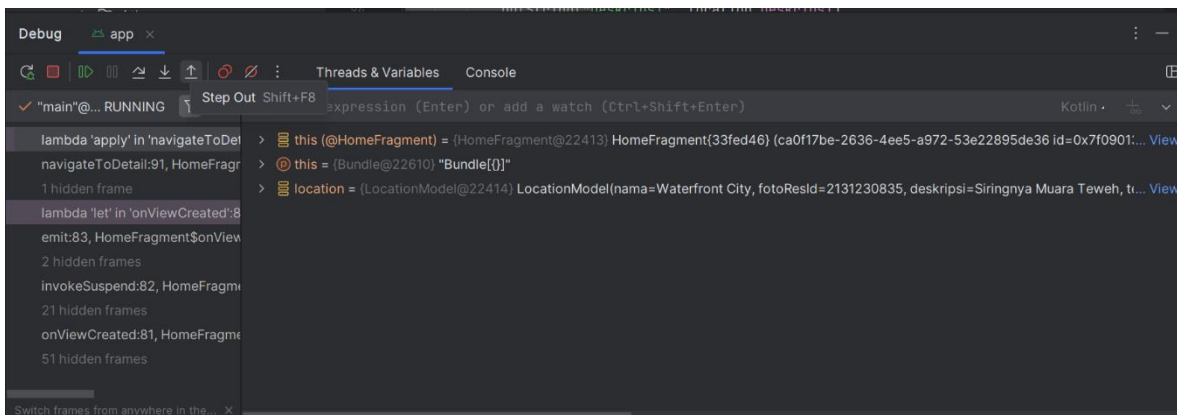 Debug app
Threads & Variables Console
"main"@... RUNNING
Step Out Shift+F8
expression (Enter) or add a watch (Ctrl+Shift+Enter)
Kotlin
lambda 'apply' in 'navigateToDet
navigateToDetail:91, HomeFragr
1 hidden frame
lambda 'let' in 'onViewCreated':8
emit:83, HomeFragment$onView
2 hidden frames
invokeSuspend:82, HomeFragme
21 hidden frames
onViewCreated:81, HomeFragme
51 hidden frames
Switch frames from anywhere in the...
this (@HomeFragment) = {HomeFragment@22413} HomeFragment{33fed46} (ca0f17be-2636-4ee5-a972-53e22895de36 id=0x7f0901:... View
this = {Bundle@22610} "Bundle[{}]"
location = {LocationModel@22414} LocationModel(nama=Waterfront City, fotoResId=2131230835, deskripsi=Siringnya Muara Teweh, t... View